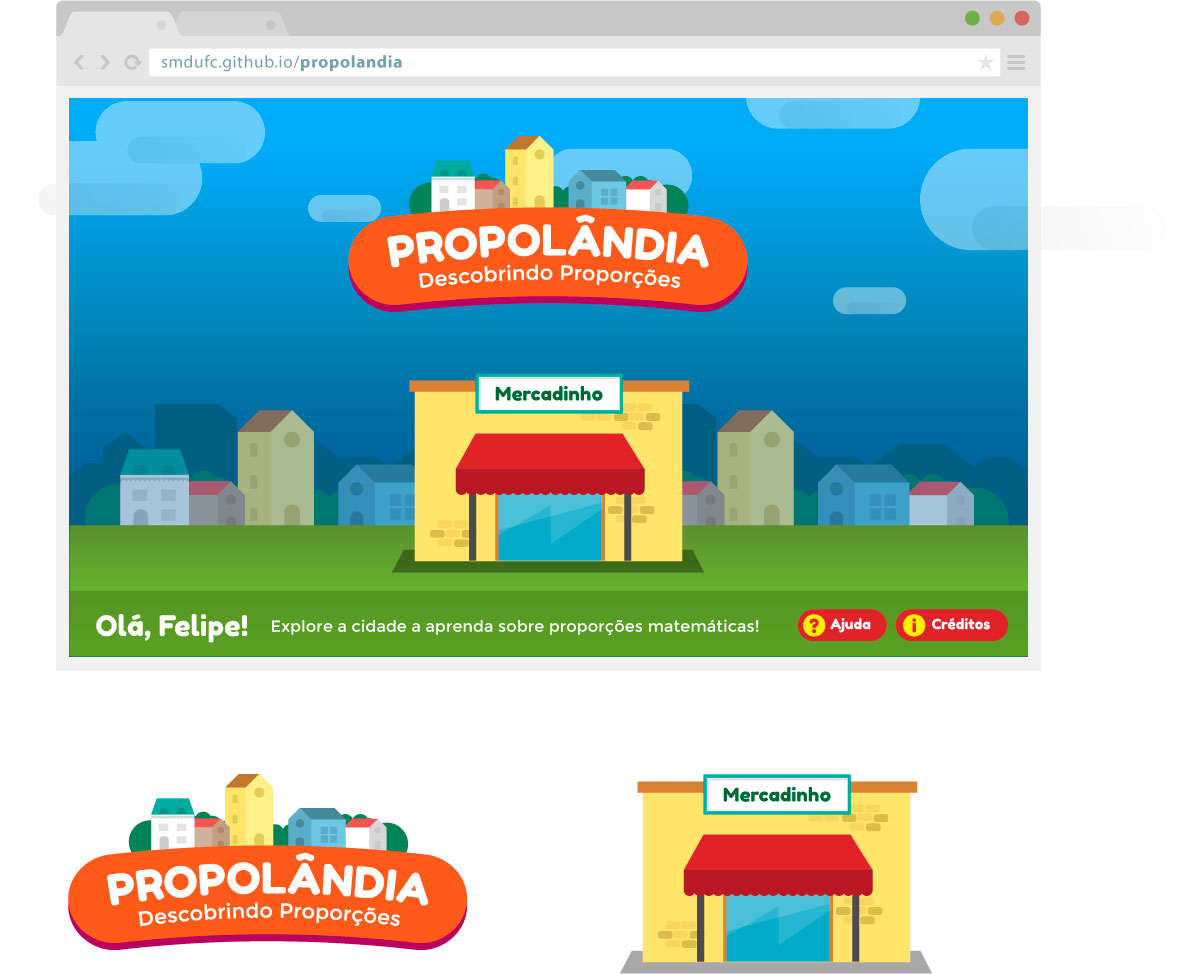 smdufc.github.io/propolandia
PROPOLÂNDIA
Descobrindo Proporções
Mercadinho
Olá, Felipe!
Explore a cidade a aprenda sobre proporções matemáticas!
? Ajuda
i Créditos
PROPOLÂNDIA
Descobrindo Proporções
Mercadinho